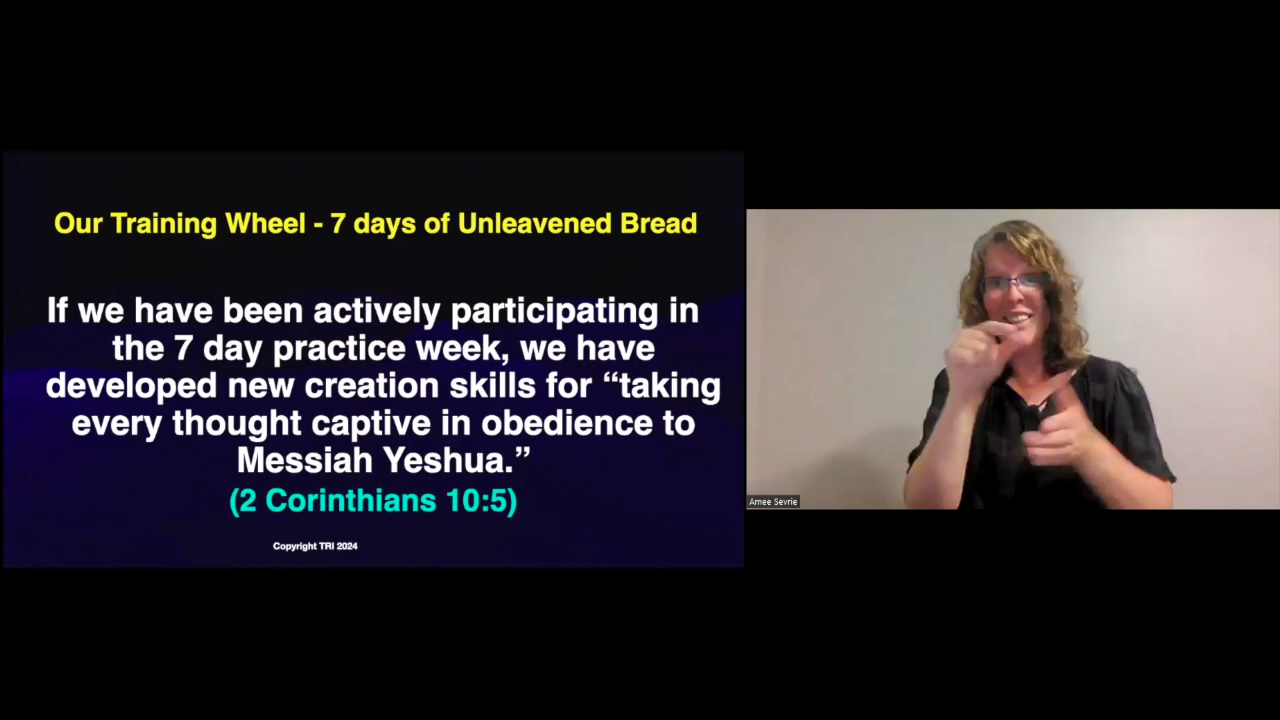 Our Training Wheel - 7 days of Unleavened Bread
If we have been actively participating in
the 7 day practice week, we have
developed new creation skills for “taking
every thought captive in obedience to
Messiah Yeshua.”
(2 Corinthians 10:5)
Copyright TRI 2024
Amee Sevrie